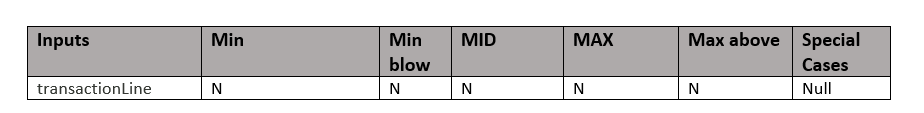 Inputs Min Min blow MID MAX Max above Special Cases
transactionLine N N N N N Null